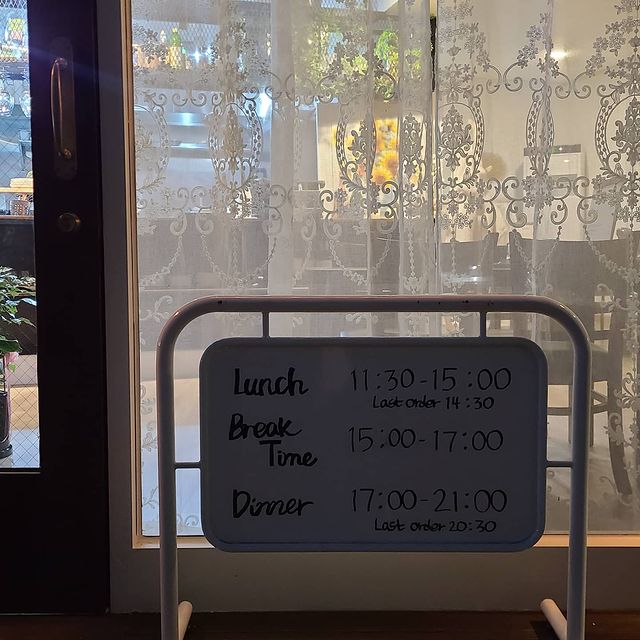 Lunch 11:30-15:00
Last order 14:30
Break
Time 15:00-17:00
Dinner 17:00-21:00
Last order 20:30